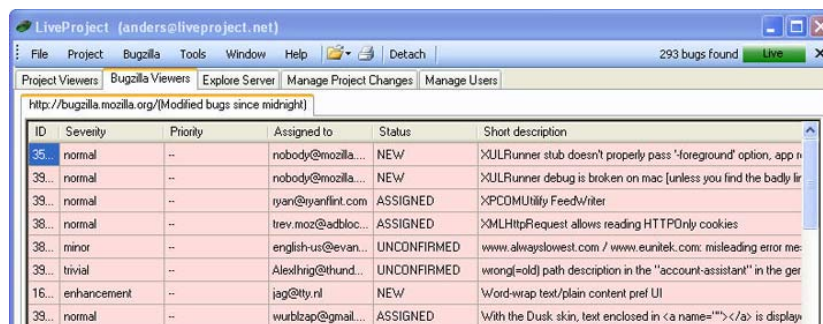 LiveProject (anders@liveproject.net)
File Project Bugzilla Tools Window Help Detach 293 bugs found Live
Project Viewers Bugzilla Viewers Explore Server Manage Project Changes Manage Users
http://bugzilla.mozilla.org/(Modified bugs since midnight)
ID Severity Priority Assigned to Status Short description
35... normal -- nobody@mozilla.... NEW XULRunner stub doesn't properly pass '-foreground' option, app
39... normal -- nobody@mozilla.... NEW XULRunner debug is broken on mac [unless you find the badly
39... normal -- ryan@ryanflint.com ASSIGNED XPCOMUtilify FeedWriter
38... normal -- trev.moz@adbloc... ASSIGNED XMLHttpRequest allows reading HTTPOnly cookies
38... minor -- english-us@evan... UNCONFIRMED www.alwayslowest.com / www.eunitek.com: misleading error
39... trivial -- AlexIhrig@thund... UNCONFIRMED wrong(=old) path description in the "account-assistant" in the
16... enhancement -- jag@tty.nl NEW Word-wrap text/plain content pref UI
39... normal -- wurblzap@gmail.... ASSIGNED With the Dusk skin, text enclosed in <a name=""></a> is